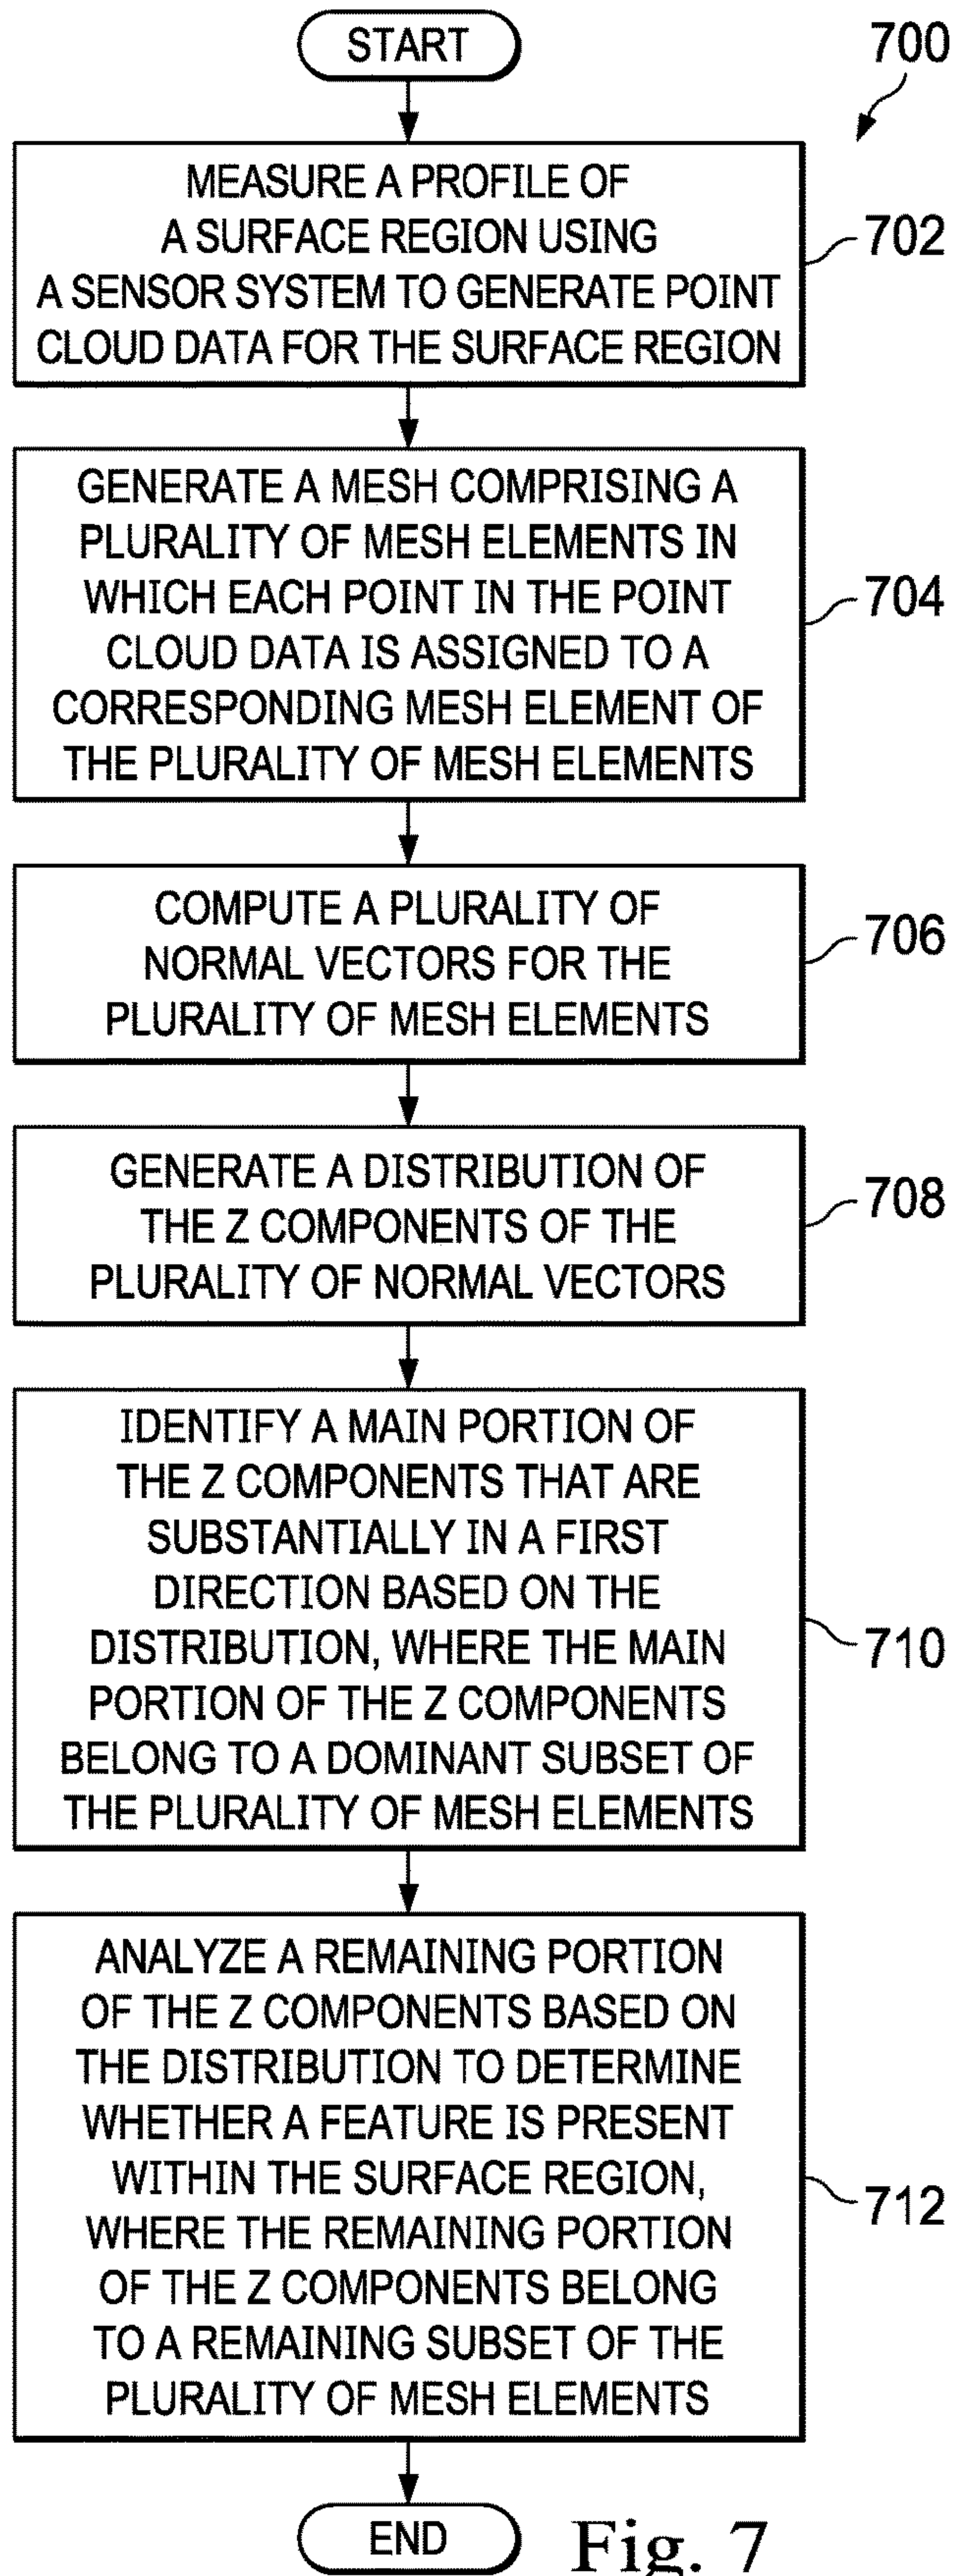 START
700
MEASURE A PROFILE OF
A SURFACE REGION USING
A SENSOR SYSTEM TO GENERATE POINT
CLOUD DATA FOR THE SURFACE REGION
702
GENERATE A MESH COMPRISING A
PLURALITY OF MESH ELEMENTS IN
WHICH EACH POINT IN THE POINT
CLOUD DATA IS ASSIGNED TO A
CORRESPONDING MESH ELEMENT OF
THE PLURALITY OF MESH ELEMENTS
704
COMPUTE A PLURALITY OF
NORMAL VECTORS FOR THE
PLURALITY OF MESH ELEMENTS
706
GENERATE A DISTRIBUTION OF
THE Z COMPONENTS OF THE
PLURALITY OF NORMAL VECTORS
708
IDENTIFY A MAIN PORTION OF
THE Z COMPONENTS THAT ARE
SUBSTANTIALLY IN A FIRST
DIRECTION BASED ON THE
DISTRIBUTION, WHERE THE MAIN
PORTION OF THE Z COMPONENTS
BELONG TO A DOMINANT SUBSET OF
THE PLURALITY OF MESH ELEMENTS
710
ANALYZE A REMAINING PORTION
OF THE Z COMPONENTS BASED ON
THE DISTRIBUTION TO DETERMINE
WHETHER A FEATURE IS PRESENT
WITHIN THE SURFACE REGION,
WHERE THE REMAINING PORTION
OF THE Z COMPONENTS BELONG
TO A REMAINING SUBSET OF THE
PLURALITY OF MESH ELEMENTS
712
END
Fig. 7